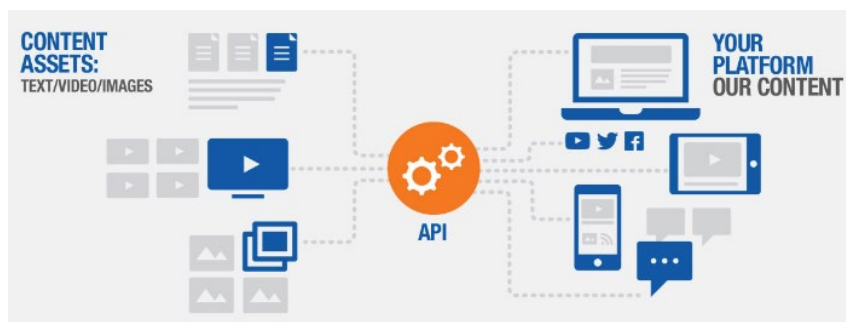 CONTENT
ASSETS:
TEXT/VIDEO/IMAGES
YOUR
PLATFORM
OUR CONTENT
API